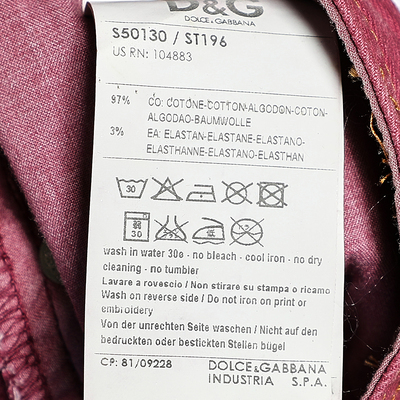 D&G
DOLCE&GABBANA
S50130 / ST196
US RN: 104883
97% CO: COTONE-COTTON-ALGODON-COTON-
ALGODAO-BAUMWOLLE
3% EA: ELASTAN-ELASTANE-ELASTANO-
ELASTHANNE-ELASTANO-ELASTHAN
30
30
wash in water 30° - no bleach - cool iron - no dry
cleaning - no tumbler
Lavare a rovescio / Non stirare su stampa o ricamo
Wash on reverse side / Do not iron on print or
embroidery
Von der unrechten Seite waschen / Nicht auf den
bedruckten oder bestickten Stellen bügel
CP: 81/09228 DOLCE&GABBANA
INDUSTRIA S.P.A.